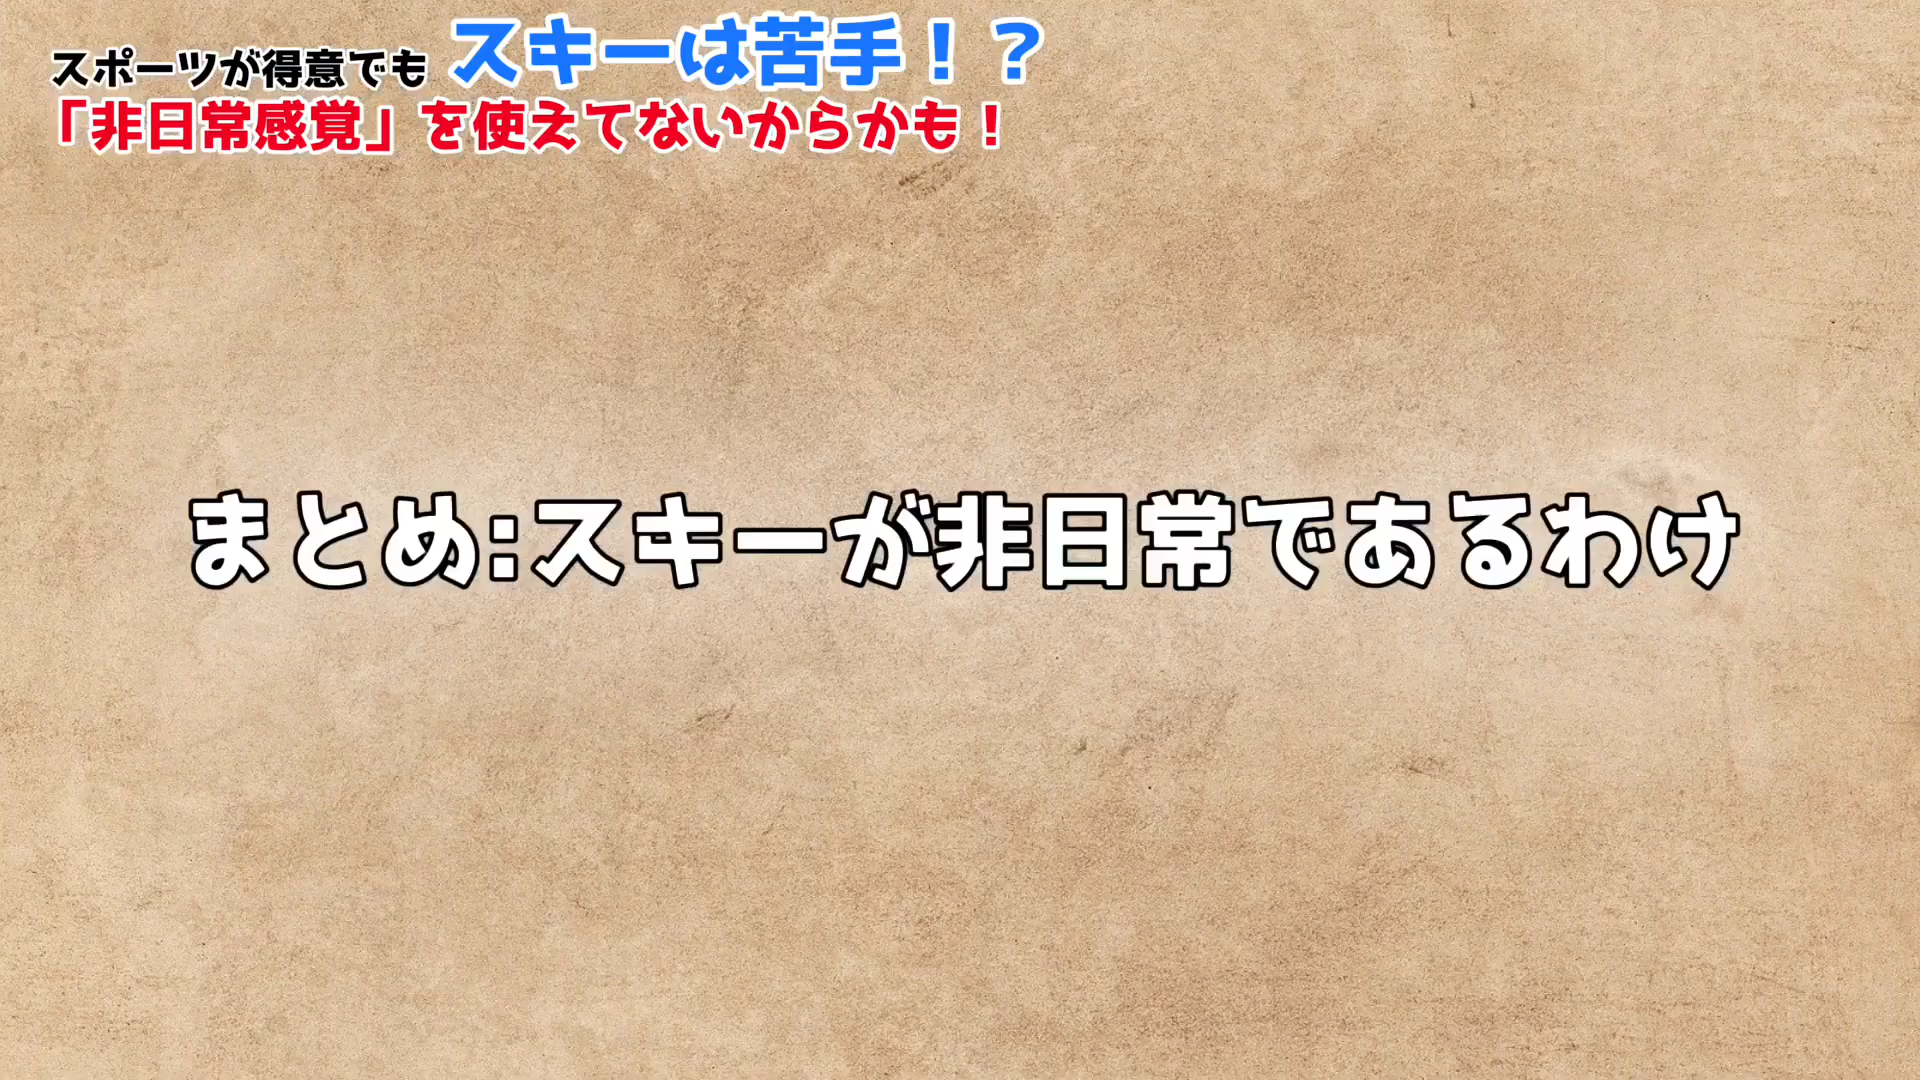 スポーツが得意でも スキーは苦手！？
「非日常感覚」を使えてないからかも！
まとめ:スキーが非日常であるわけ